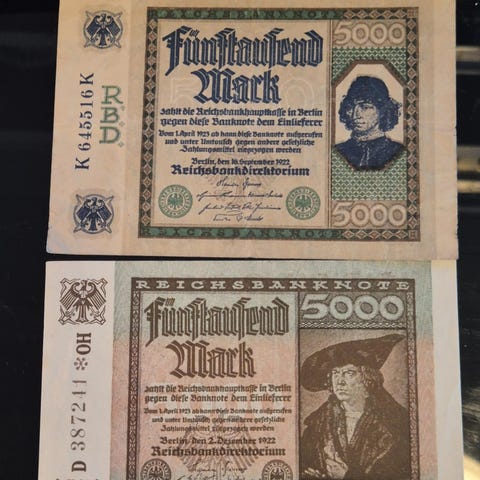 K 645516 K
RBD.
Fünftausend
Mark
5000
zahlt die Reichsbankhauptkasse in Berlin
gegen diese Banknote dem Einlieferer
Vom 1. April 1923 ab kann diese Banknote aufgerufen
und unter Umtausch gegen andere gesetzliche
Zahlungsmittel eingezogen werden
Berlin, den 16. September 1922
Reichsbankdirektorium
5000
REICHSBANKNOTE
REICHSBANKNOTE
D 387211 * OH
Fünftausend
Mark
5000
zahlt die Reichsbankhauptkasse in Berlin
gegen diese Banknote dem Einlieferer
Vom 1. April 1923 ab kann diese Banknote aufgerufen
und unter Umtausch gegen andere gesetzliche
Zahlungsmittel eingezogen werden
Berlin, den 2. Dezember 1922
Reichsbankdirektorium